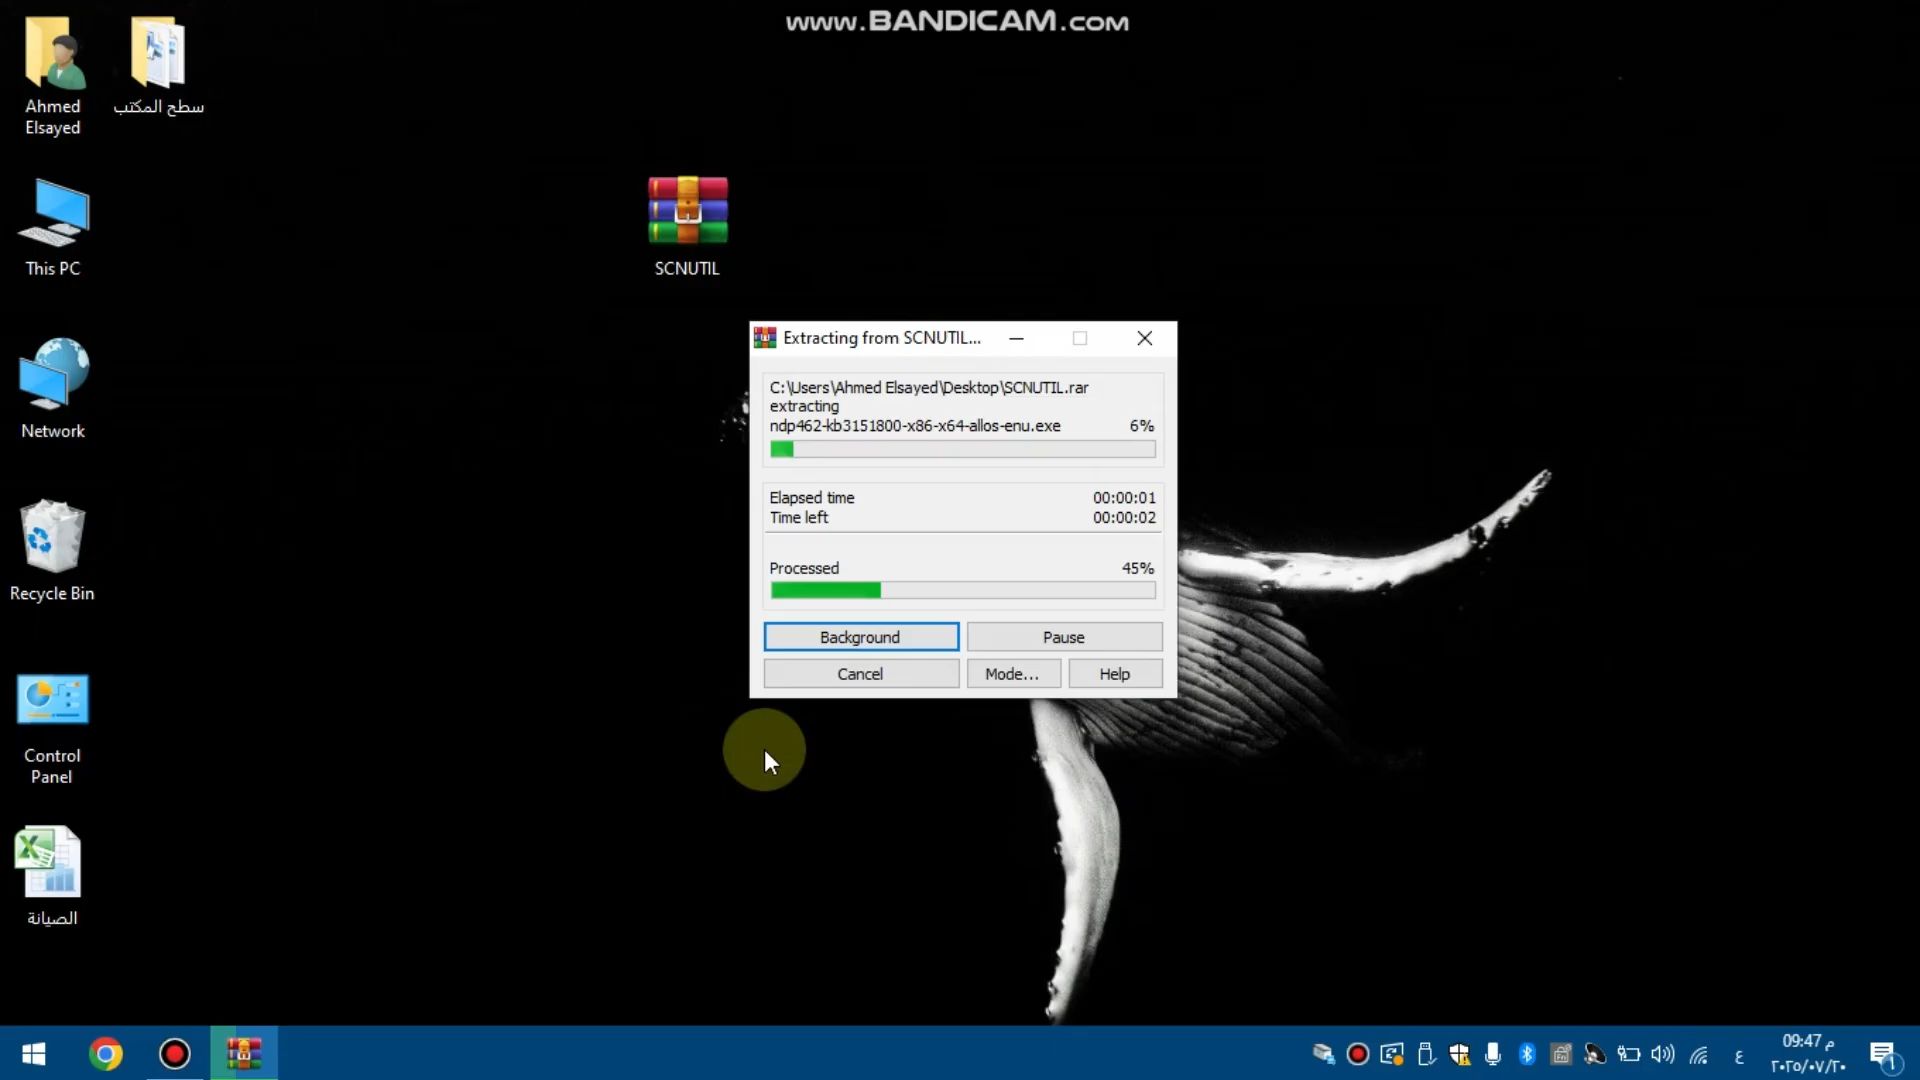 www.BANDICAM.com
Ahmed
Elsayed
سطح المكتب
This PC
SCNUTIL
Network
Recycle Bin
Control
Panel
الصيانة
Extracting from SCNUTIL...
C:\Users\Ahmed Elsayed\Desktop\SCNUTIL.rar
extracting
ndp462-kb3151800-x86-x64-allos-enu.exe 6%
Elapsed time 00:00:01
Time left 00:00:02
Processed 45%
Background Pause
Cancel Mode... Help
ع
09:47 م
٢٠٢٥/٠٧/٢٠
1